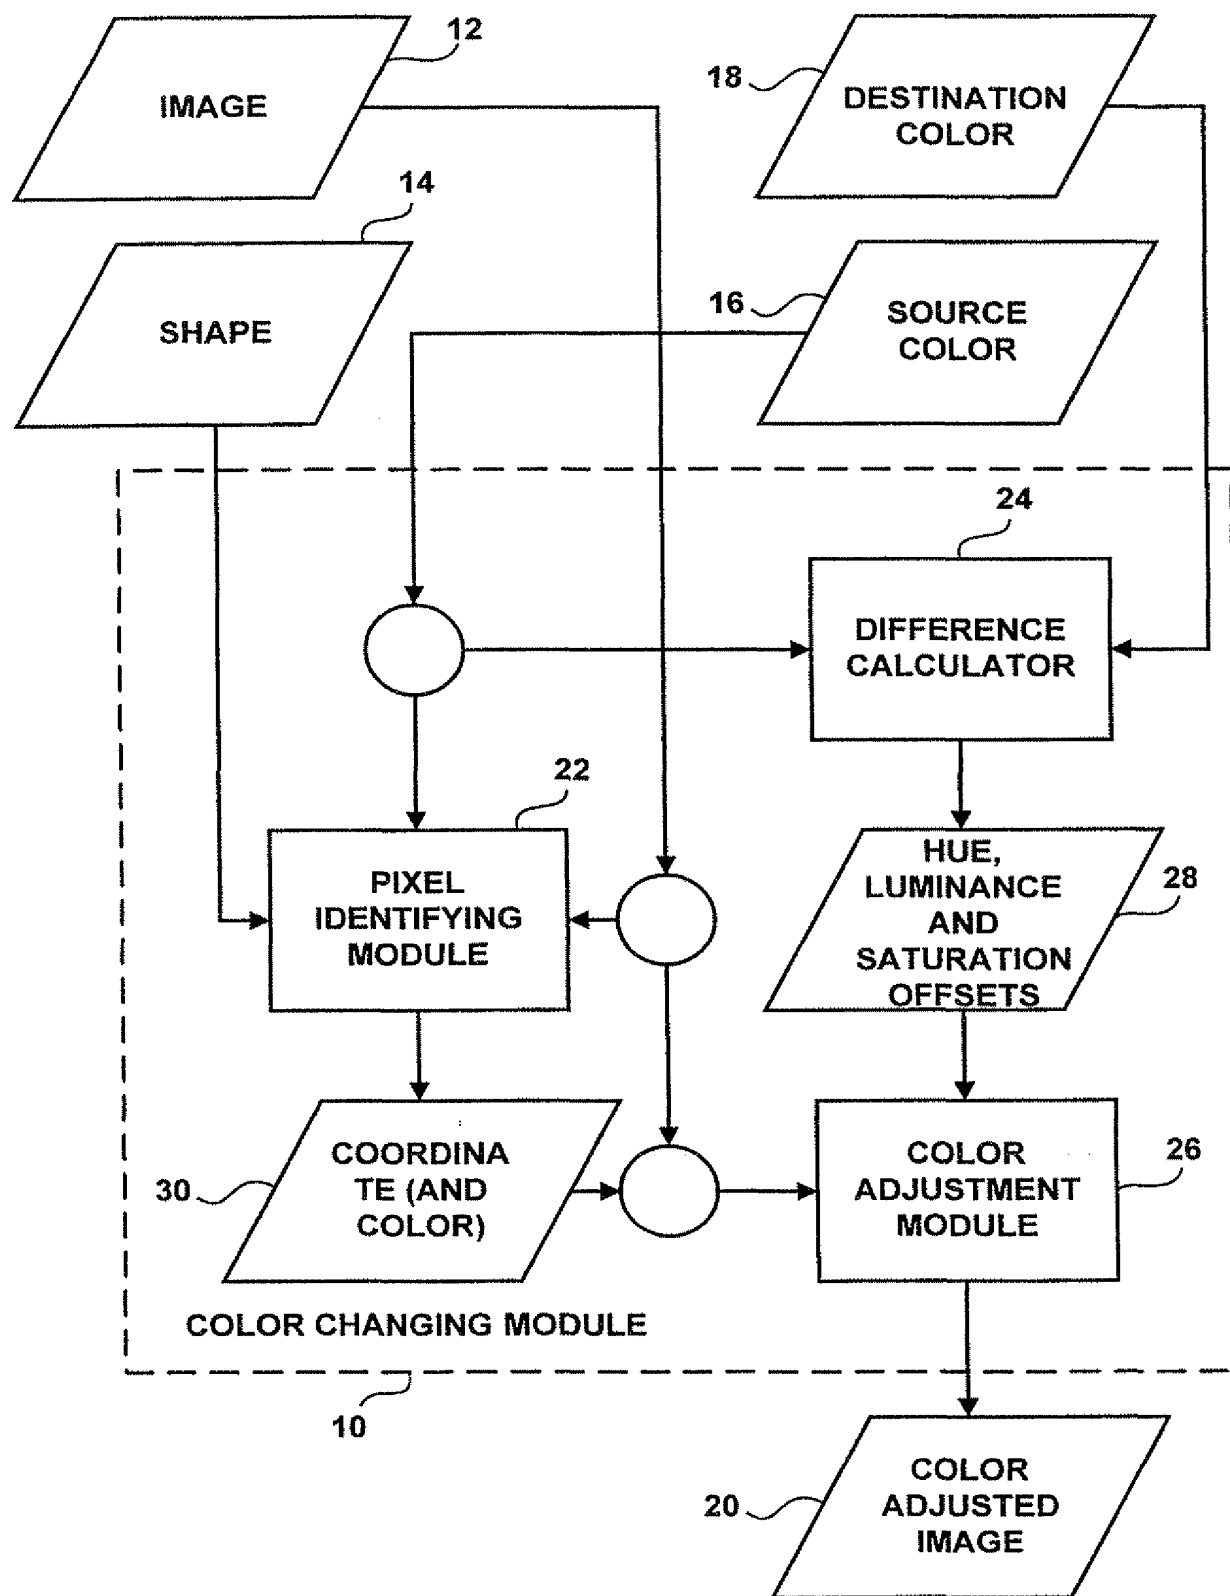 12
IMAGE
18
DESTINATION
COLOR
14
SHAPE
16
SOURCE
COLOR
24
DIFFERENCE
CALCULATOR
22
PIXEL
IDENTIFYING
MODULE
HUE,
LUMINANCE
AND
SATURATION
OFFSETS
28
30
COORDINA
TE (AND
COLOR)
COLOR
ADJUSTMENT
MODULE
26
COLOR CHANGING MODULE
10
20
COLOR
ADJUSTED
IMAGE